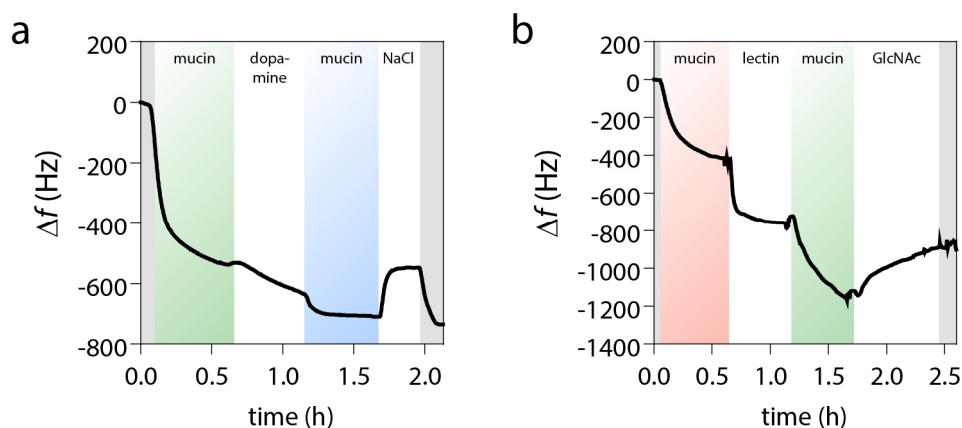 a
200
0
-200
-400
-600
-800
Δf (Hz)
mucin
dopa-
mine
mucin
NaCl
0.0 0.5 1.0 1.5 2.0
time (h)
b
200
0
-200
-400
-600
-800
-1000
-1200
-1400
Δf (Hz)
mucin
lectin
mucin
GlcNAc
0.0 0.5 1.0 1.5 2.0 2.5
time (h)